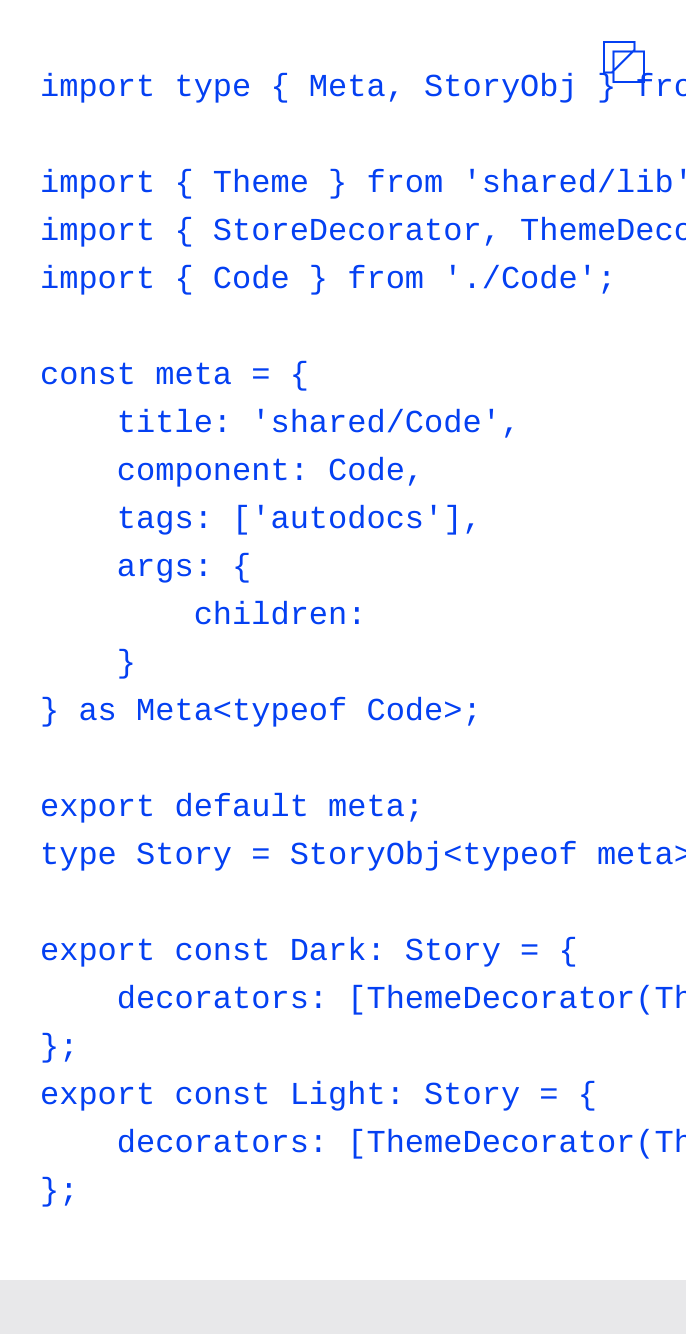 import type { Meta, StoryObj } fro
import { Theme } from 'shared/lib'
import { StoreDecorator, ThemeDeco
import { Code } from './Code';
const meta = {
    title: 'shared/Code',
    component: Code,
    tags: ['autodocs'],
    args: {
        children:
    }
} as Meta<typeof Code>;
export default meta;
type Story = StoryObj<typeof meta>
export const Dark: Story = {
    decorators: [ThemeDecorator(Th
};
export const Light: Story = {
    decorators: [ThemeDecorator(Th
};